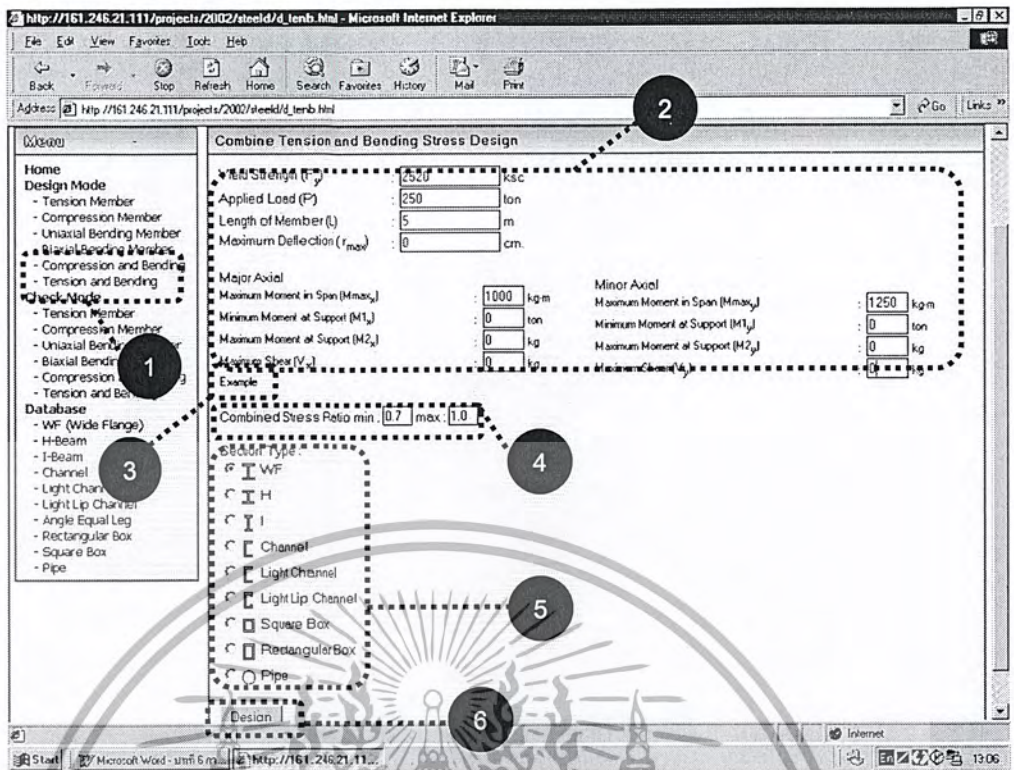 http://161.246.21.111/projects/2002/steeld/d_tenb.html - Microsoft Internet Explorer
File Edit View Favorites Tools Help
Back Forward Stop Refresh Home Search Favorites History Mail Print
Address http://161.246.21.111/projects/2002/steeld/d_tenb.html Go Links »
Menu
Home
Design Mode
- Tension Member
- Compression Member
- Uniaxial Bending Member
- Biaxial Bending Member
- Compression and Bending
- Tension and Bending
Check Mode
- Tension Member
- Compression Member
- Uniaxial Bending
- Biaxial Bending
- Compression
- Tension and
Database
- WF (Wide Flange)
- H-Beam
- I-Beam
- Channel
- Light Channel
- Light Lip Channel
- Angle Equal Leg
- Rectangular Box
- Square Box
- Pipe
Combine Tension and Bending Stress Design
Yield Strength (Fy) : 2520 ksc
Applied Load (P) : 250 ton
Length of Member (L) : 5 m
Maximum Deflection (rmax) : 0 cm.
Major Axial
Maximum Moment in Span (Mmaxx) : 1000 kg-m
Minimum Moment at Support (M1x) : 0 ton
Maximum Moment at Support (M2x) : 0 kg
Maximum Shear (Vx) : 0 kg
Minor Axial
Maximum Moment in Span (Mmaxy) : 1250 kg-m
Minimum Moment at Support (M1y) : 0 ton
Maximum Moment at Support (M2y) : 0 kg
Maximum Shear (Vy) : 0 kg
Example
Combined Stress Ratio min : 0.7 max : 1.0
Section Type :
WF
H
I
Channel
Light Channel
Light Lip Channel
Square Box
Rectangular Box
Pipe
Design
1
2
3
4
5
6
Internet
Start Microsoft Word - บทที่ 6 http://161.246.21.11... En 13:06